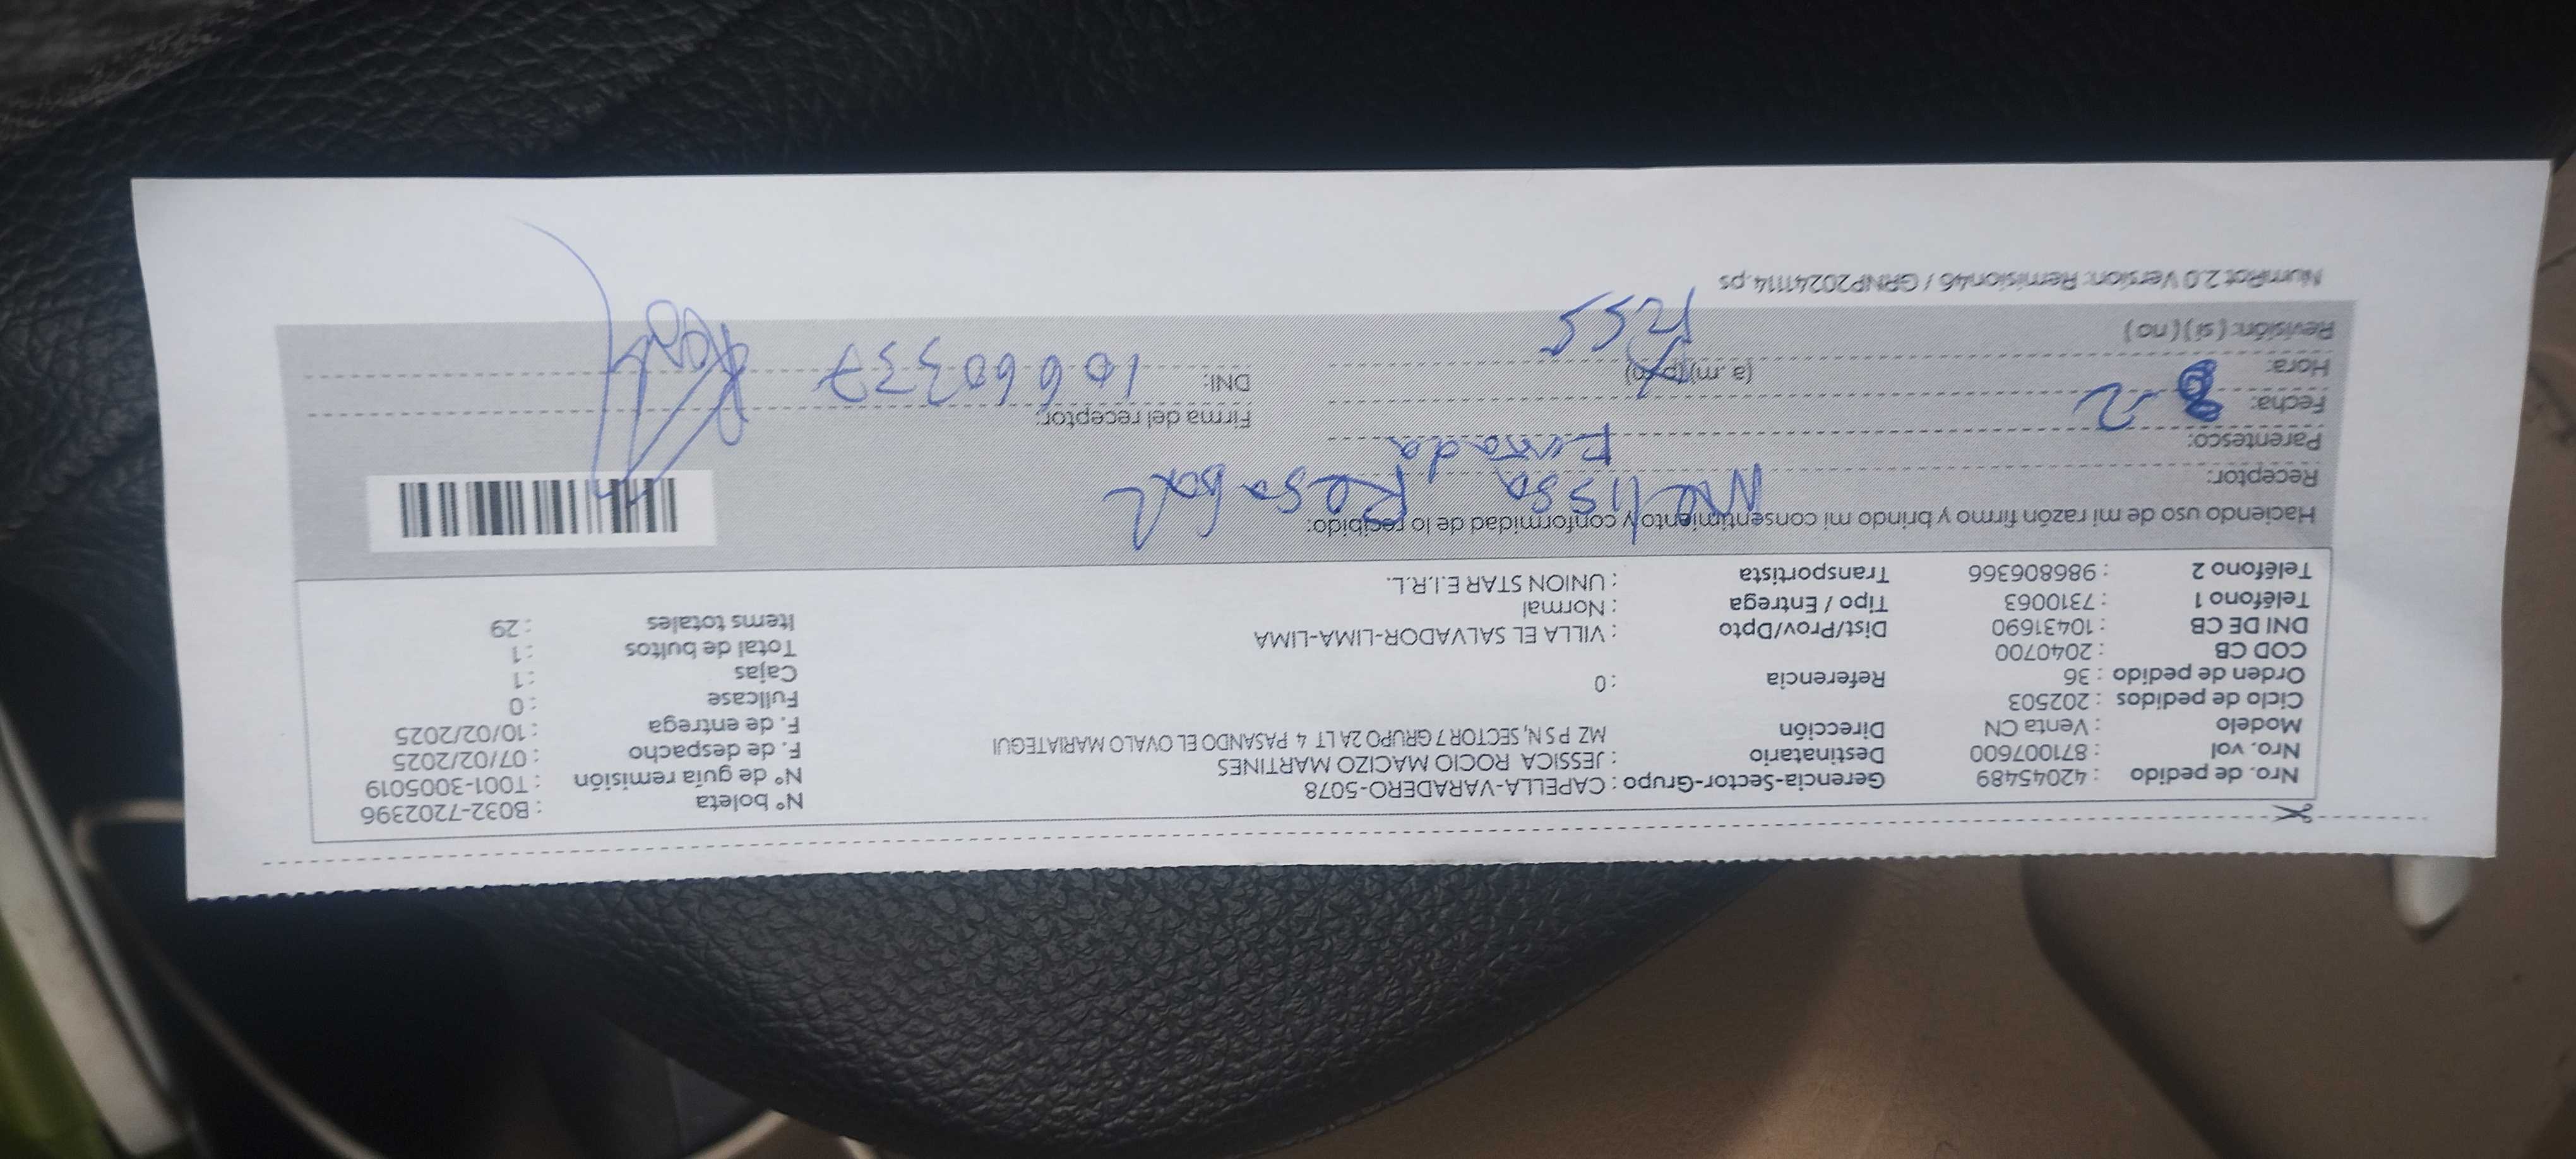 Nro. de pedido : 42045489 Gerencia-Sector-Grupo : CAPELLA-VARADERO-5078 N° boleta : B032-7202396
Nro. vol : 871007600 Destinatario : JESSICA ROCIO MACIZO MARTINES N° de guía remisión : T001-3005019
Modelo : Venta CN Dirección MZ P SN, SECTOR 7 GRUPO 2A LT 4 PASANDO EL OVALO MARIATEGUI F. de despacho : 07/02/2025
Ciclo de pedidos : 202503 F. de entrega : 10/02/2025
Orden de pedido : 36 Referencia : 0 Fullcase : 0
COD CB : 2040700 Cajas : 1
DNI DE CB : 10431690 Dist/Prov/Dpto : VILLA EL SALVADOR-LIMA-LIMA Total de bultos : 1
Teléfono 1 : 7310063 Tipo / Entrega : Normal Items totales : 29
Teléfono 2 : 986806366 Transportista : UNION STAR E.I.R.L.
Haciendo uso de mi razón firmo y brindo mi consentimiento y conformidad de lo recibido:
Receptor: Melissa
Parentesco:
Fecha: 8-2 Firma del receptor:
Hora: (a.m)(p.m) DNI: 10660337
Revisión: ( si ) ( no )
NumRot 2.0 Version: Remision46 / GRNP20241114.ps